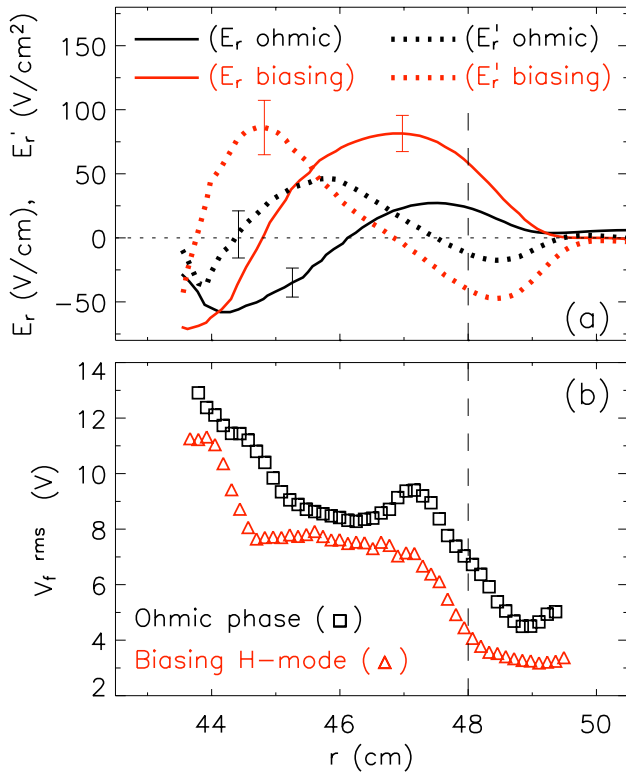 150
100
50
0
−50
E_r (V/cm), E_r' (V/cm²)
(E_r ohmic) (E_r' ohmic)
(E_r biasing) (E_r' biasing)
(a)
14
12
10
8
6
4
2
V_f rms (V)
(b)
Ohmic phase (□)
Biasing H-mode (△)
44 46 48 50
r (cm)